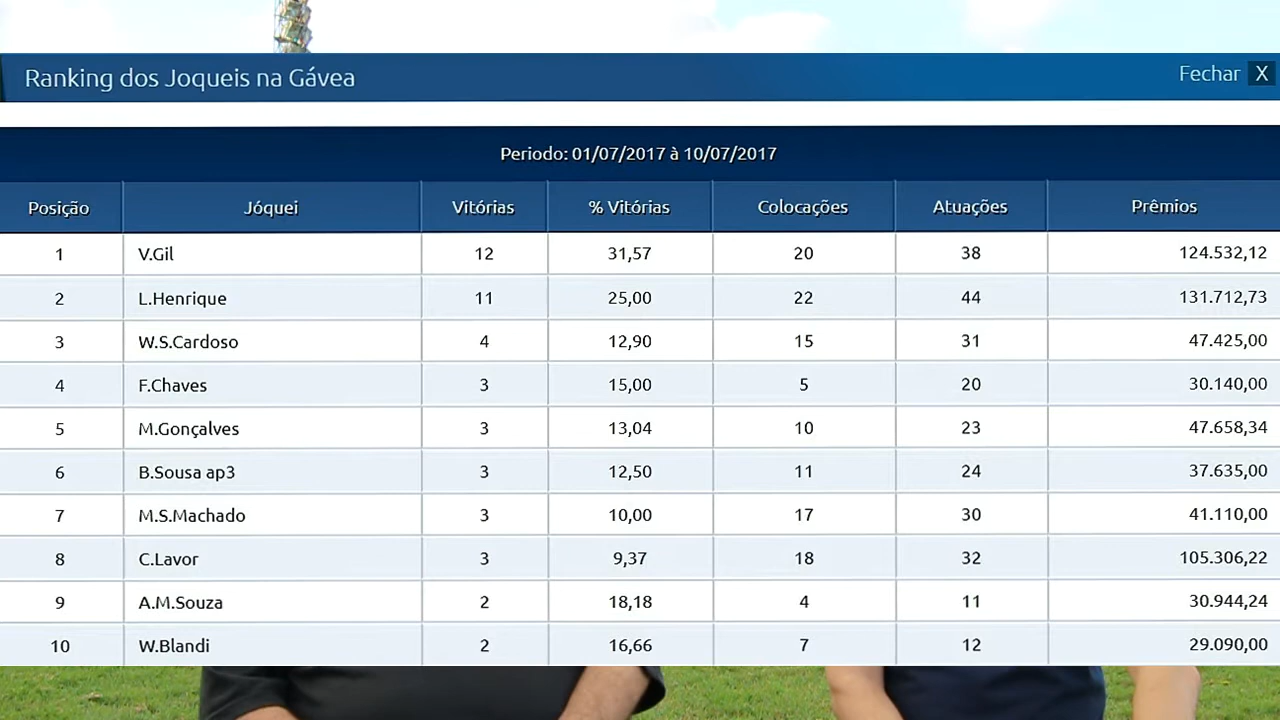 Ranking dos Joqueis na Gávea Fechar X
Periodo: 01/07/2017 à 10/07/2017
Posição Jóquei Vitórias % Vitórias Colocações Atuações Prêmios
1 V.Gil 12 31,57 20 38 124.532,12
2 L.Henrique 11 25,00 22 44 131.712,73
3 W.S.Cardoso 4 12,90 15 31 47.425,00
4 F.Chaves 3 15,00 5 20 30.140,00
5 M.Gonçalves 3 13,04 10 23 47.658,34
6 B.Sousa ap3 3 12,50 11 24 37.635,00
7 M.S.Machado 3 10,00 17 30 41.110,00
8 C.Lavor 3 9,37 18 32 105.306,22
9 A.M.Souza 2 18,18 4 11 30.944,24
10 W.Blandi 2 16,66 7 12 29.090,00